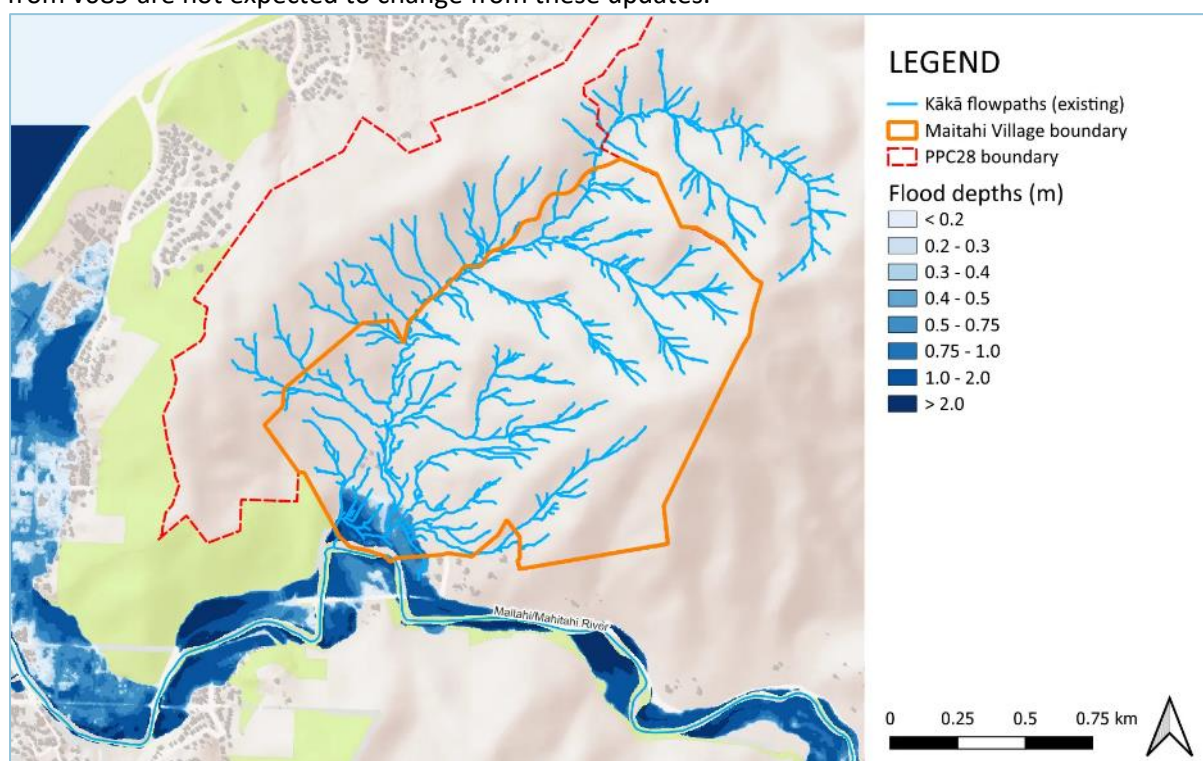 from v085 are not expected to change from these updates.
LEGEND
Kākā flowpaths (existing)
Maitahi Village boundary
PPC28 boundary
Flood depths (m)
< 0.2
0.2 - 0.3
0.3 - 0.4
0.4 - 0.5
0.5 - 0.75
0.75 - 1.0
1.0 - 2.0
> 2.0
Maitahi/Mahitahi River
0 0.25 0.5 0.75 km